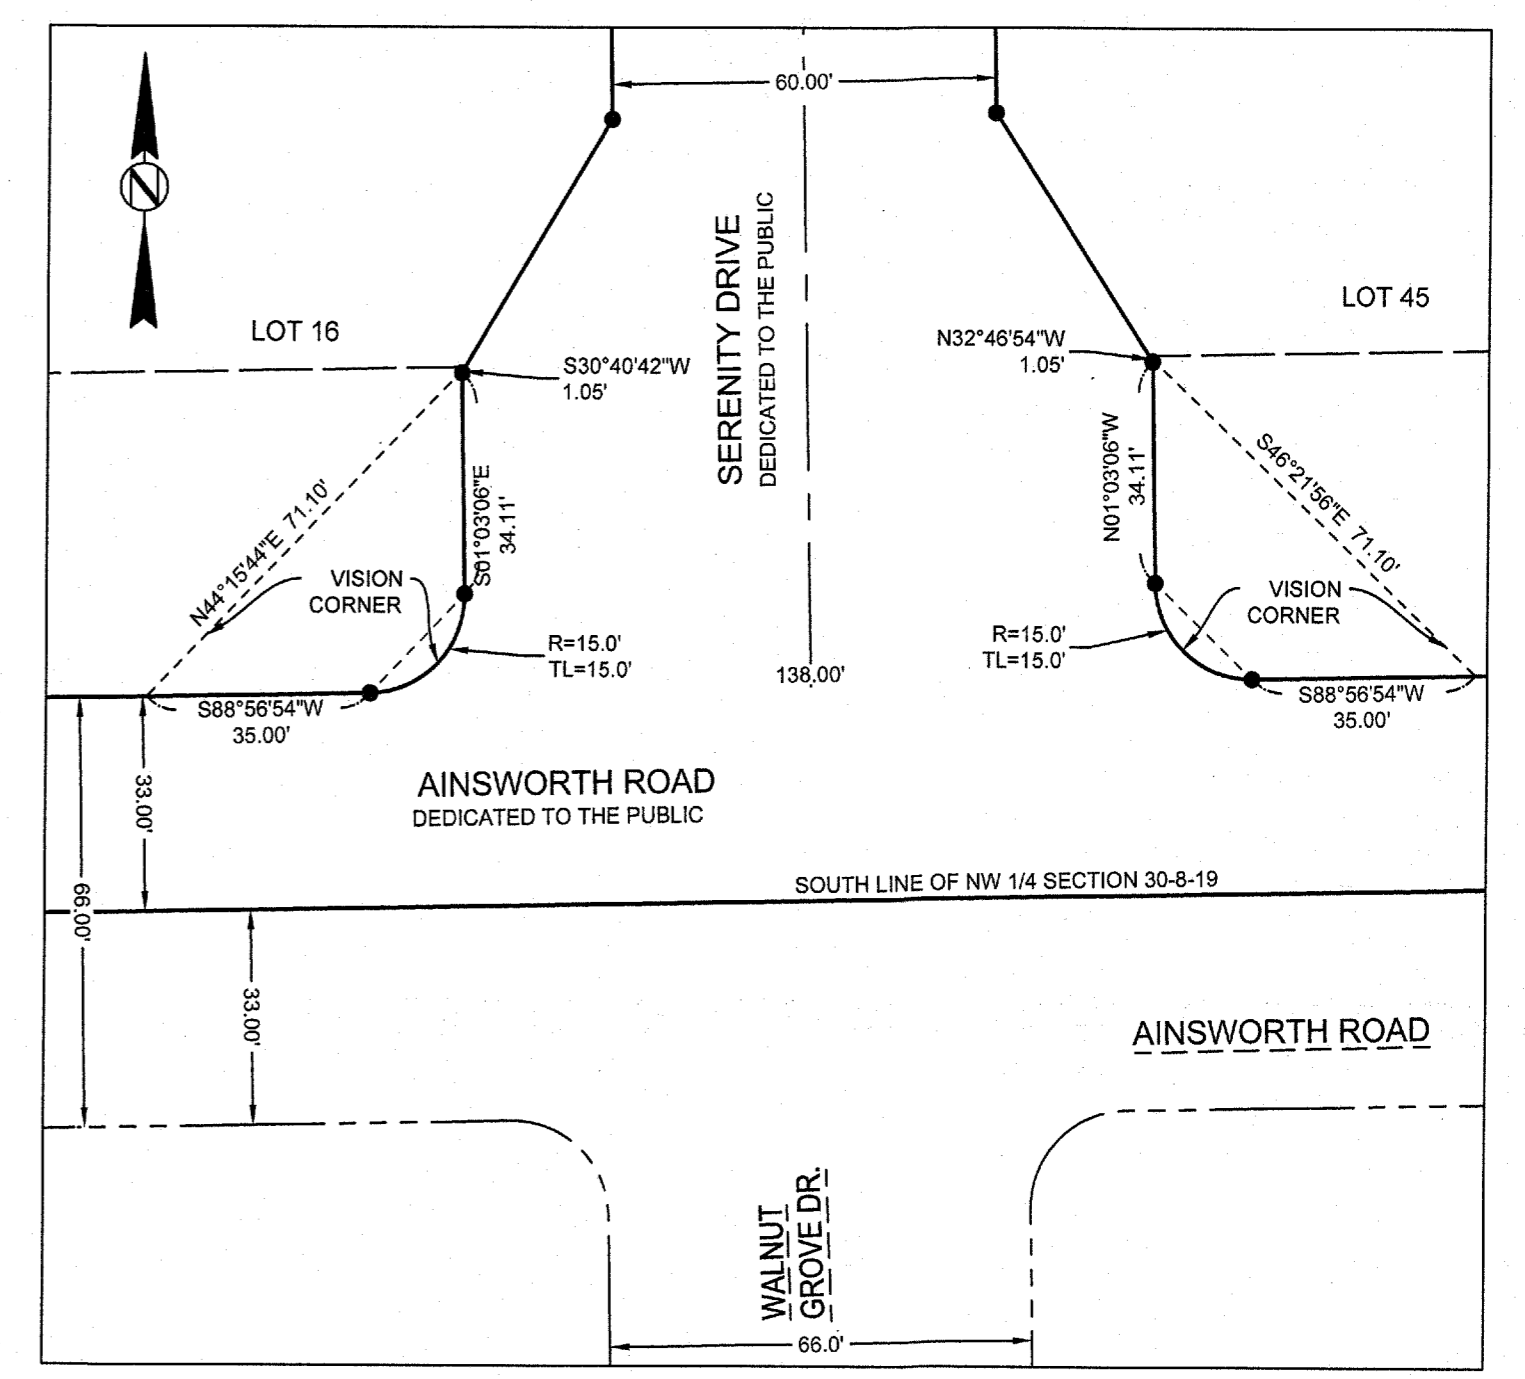 60.00'
N
SERENITY DRIVE
DEDICATED TO THE PUBLIC
LOT 16
LOT 45
S30°40'42"W
1.05'
N32°46'54"W
1.05'
N44°15'44"E 71.10'
S01°03'06"E
34.11'
N01°03'06"W
34.11'
S46°21'56"E 71.10'
VISION
CORNER
VISION
CORNER
R=15.0'
TL=15.0'
R=15.0'
TL=15.0'
138.00'
S88°56'54"W
35.00'
S88°56'54"W
35.00'
33.00'
AINSWORTH ROAD
DEDICATED TO THE PUBLIC
SOUTH LINE OF NW 1/4 SECTION 30-8-19
66.00'
33.00'
AINSWORTH ROAD
WALNUT
GROVE DR.
66.0'